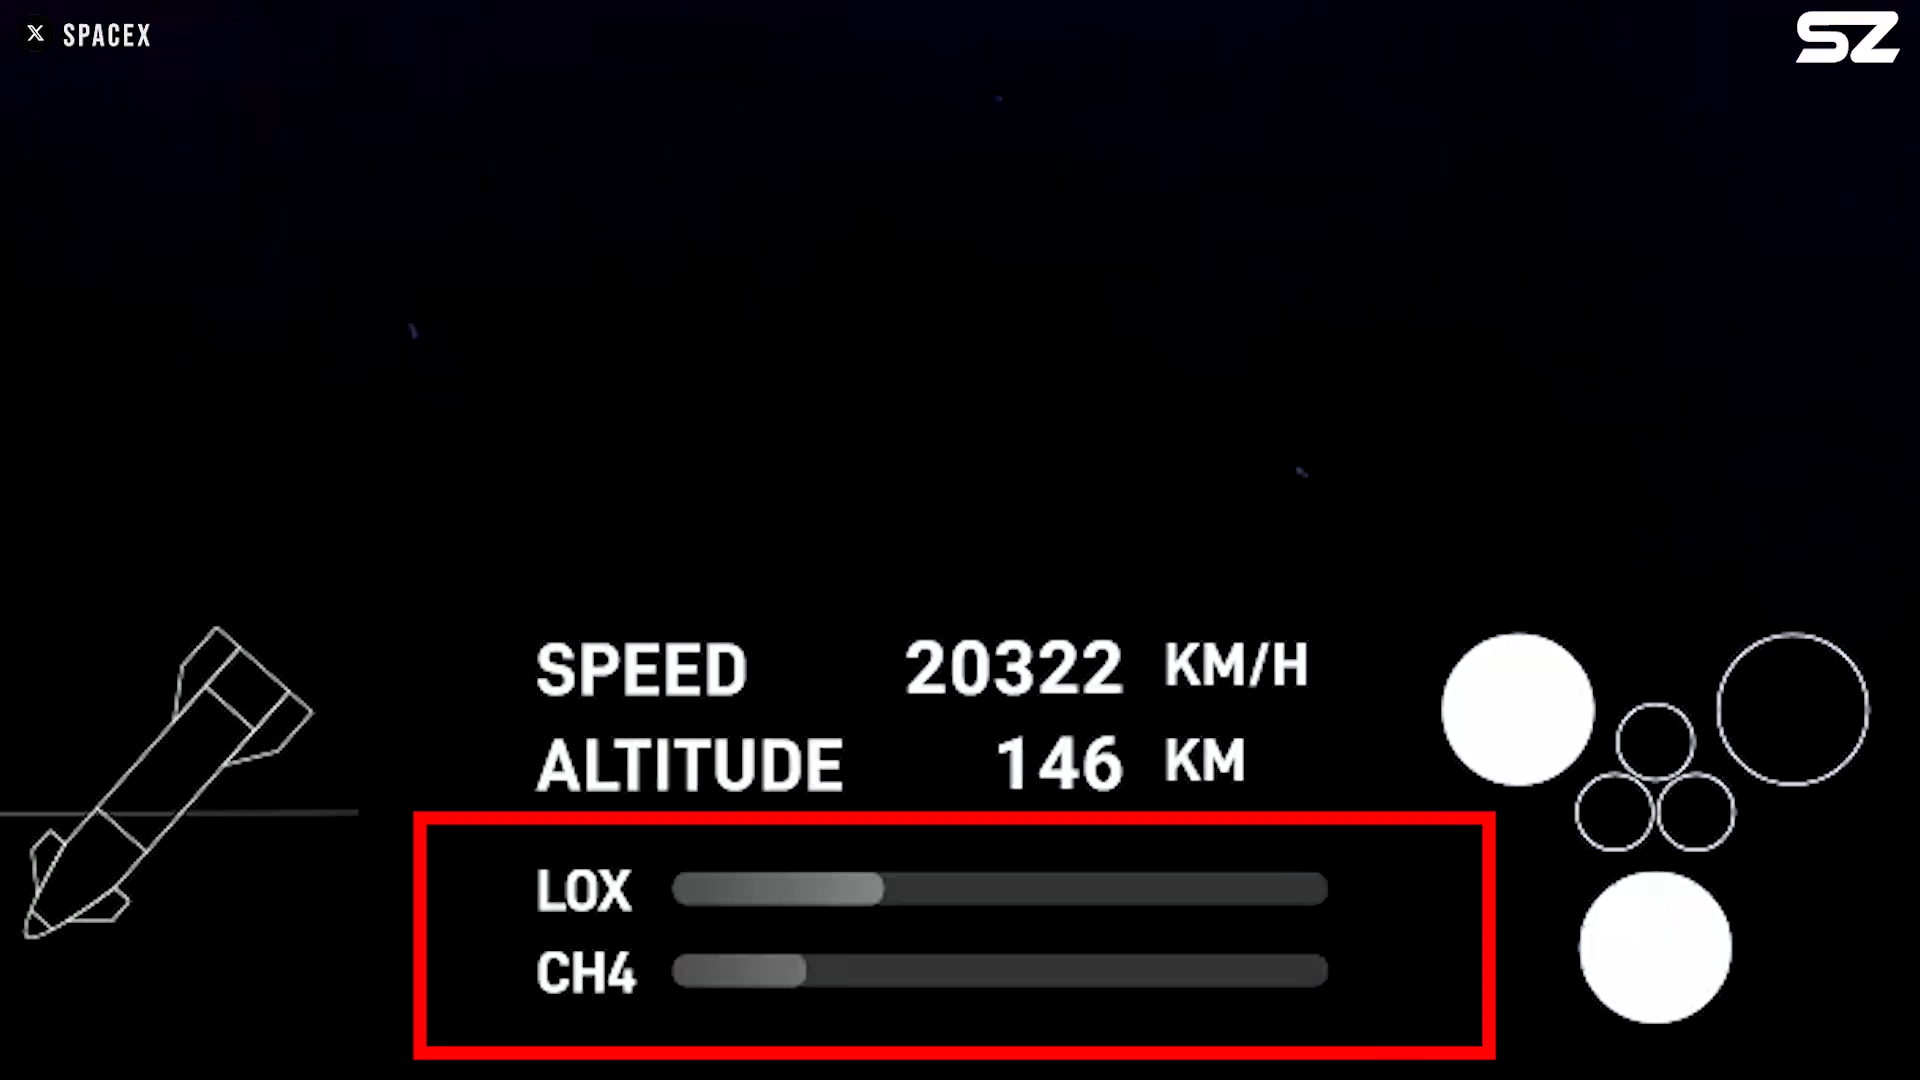 X SPACEX
SZ
SPEED 20322 KM/H
ALTITUDE 146 KM
LOX
CH4